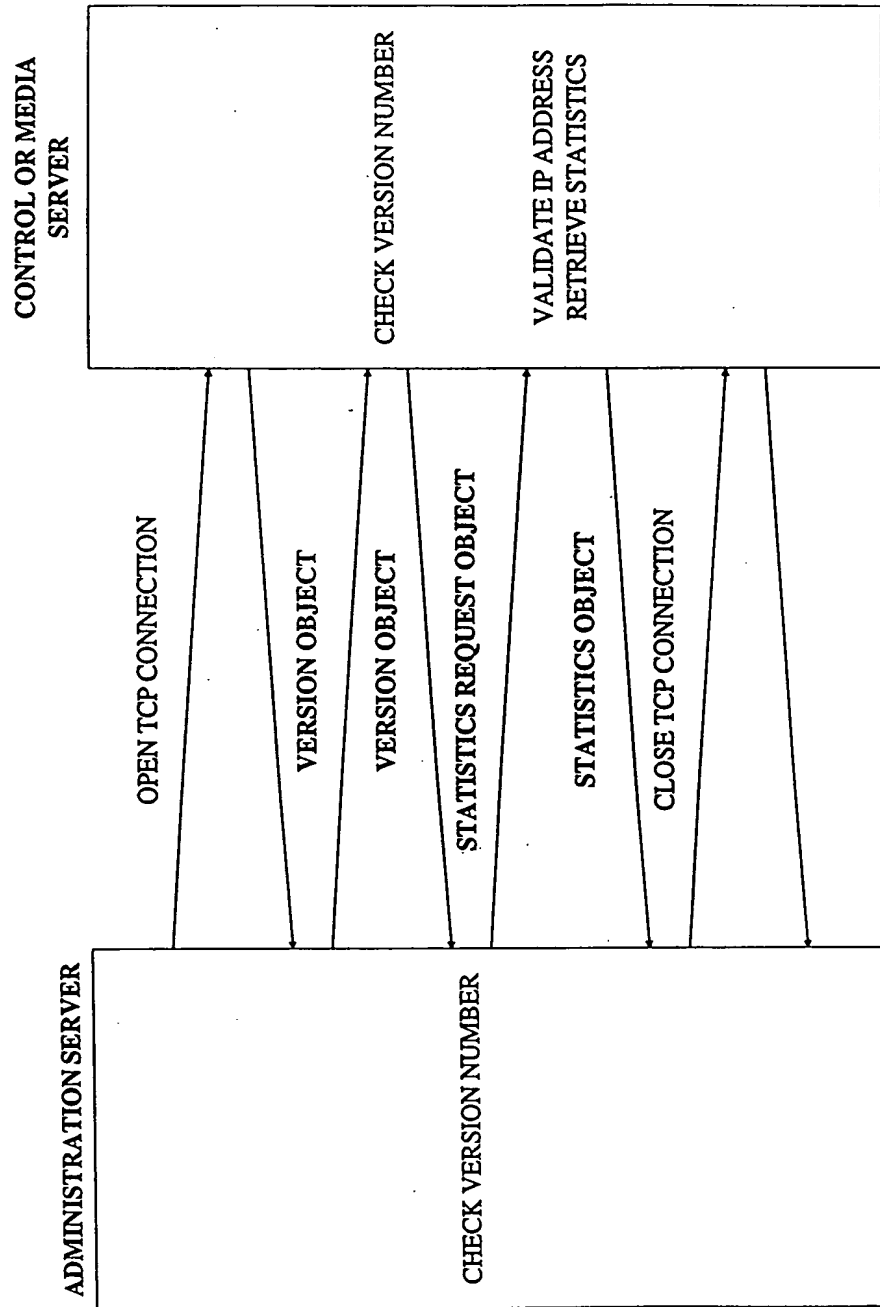 ADMINISTRATION SERVER
CONTROL OR MEDIA
SERVER
OPEN TCP CONNECTION
VERSION OBJECT
VERSION OBJECT
CHECK VERSION NUMBER
CHECK VERSION NUMBER
STATISTICS REQUEST OBJECT
VALIDATE IP ADDRESS
RETRIEVE STATISTICS
STATISTICS OBJECT
CLOSE TCP CONNECTION